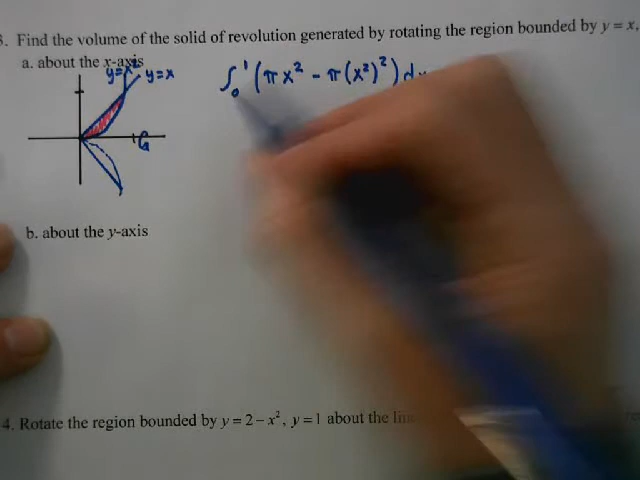 3. Find the volume of the solid of revolution generated by rotating the region bounded by y = x,
a. about the x-axis
y=x² y=x
∫₀¹ (πx² - π(x²)²) dx
b. about the y-axis
4. Rotate the region bounded by y = 2 − x², y = 1 about the